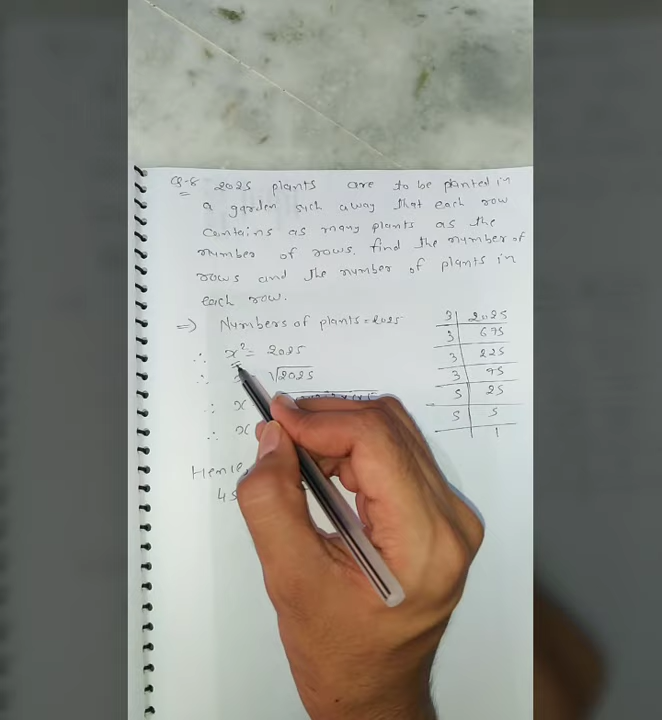 Q-8 2025 plants are to be planted in
a garden such away that each row
contains as many plants as the
number of rows. find the number of
rows and the number of plants in
each row.
⇒ Numbers of plants = 2025
∴ x² = 2025
∴ √2025
∴ x
∴ x
Hence,
45
3 | 2025
3 | 675
3 | 225
3 | 75
5 | 25
5 | 5
| 1